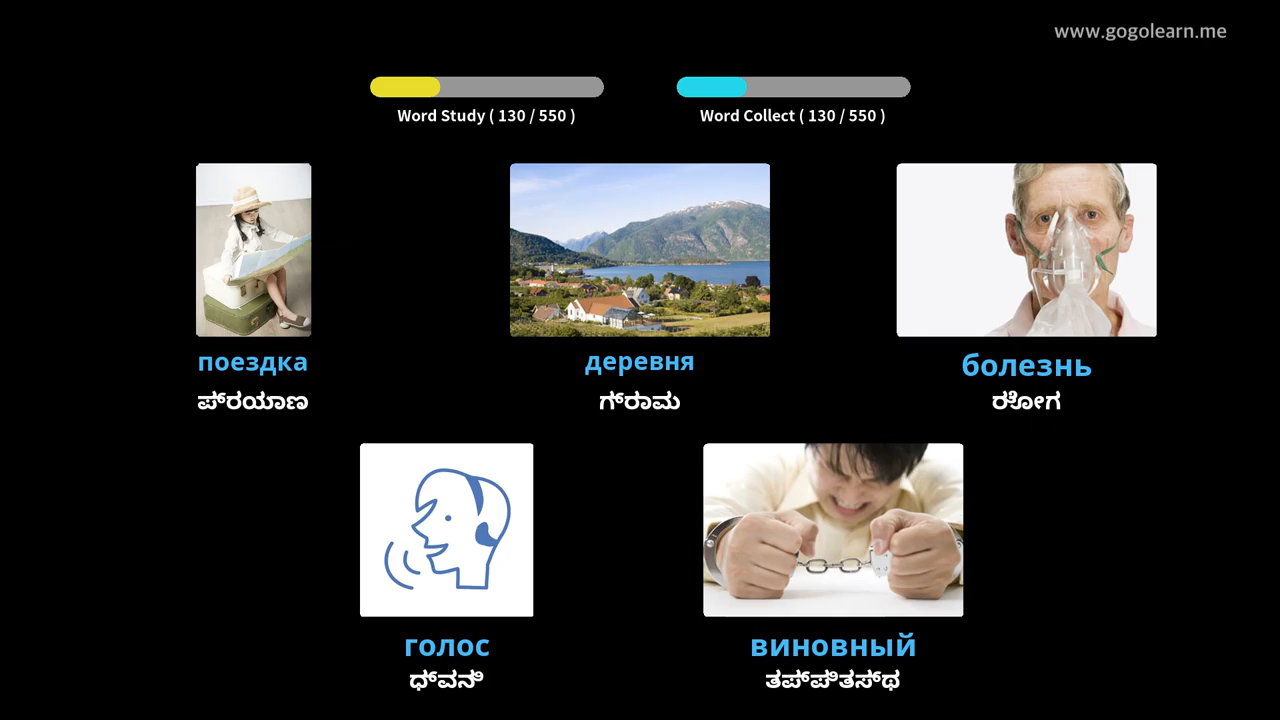 www.gogolearn.me
Word Study ( 130 / 550 )
Word Collect ( 130 / 550 )
поездка
ಪ್ರಯಾಣ
деревня
ಗ್ರಾಮ
болезнь
ರೋಗ
голос
ಧ್ವನಿ
виновный
ತಪ್ಪಿತಸ್ಥ